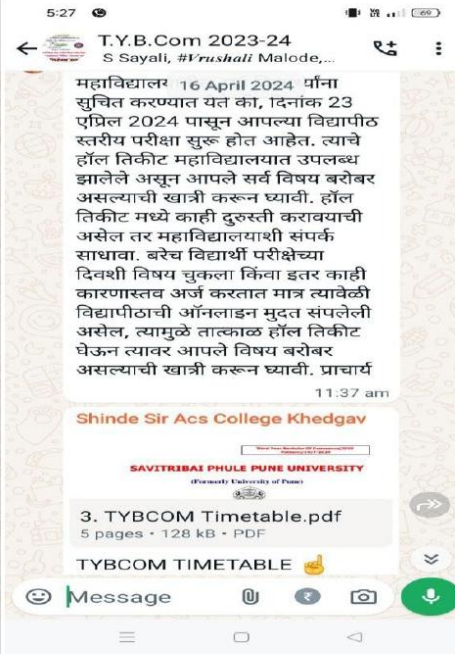 5:27
69
T.Y.B.Com 2023-24
S Sayali, #Vrushali Malode,...
16 April 2024
सुचित करण्यात येते की, दिनांक 23
एप्रिल 2024 पासून आपल्या विद्यापीठ
स्तरीय परीक्षा सुरू होत आहेत. त्याचे
हॉल तिकीट महाविद्यालयात उपलब्ध
झालेले असून आपले सर्व विषय बरोबर
असल्याची खात्री करून घ्यावी. हॉल
तिकीट मध्ये काही दुरुस्ती करावयाची
असेल तर महाविद्यालयाशी संपर्क
साधावा. बरेच विद्यार्थी परीक्षेच्या
दिवशी विषय चुकला किंवा इतर काही
कारणास्तव अर्ज करतात मात्र त्यावेळी
विद्यापीठाची ऑनलाइन मुदत संपलेली
असेल, त्यामुळे तात्काळ हॉल तिकीट
घेऊन त्यावर आपले विषय बरोबर
असल्याची खात्री करून घ्यावी. प्राचार्य
11:37 am
Shinde Sir Acs College Khedgav
SAVITRIBAI PHULE PUNE UNIVERSITY
(Formerly University of Pune)
3. TYBCOM Timetable.pdf
5 pages • 128 kB • PDF
TYBCOM TIMETABLE ☝
Message